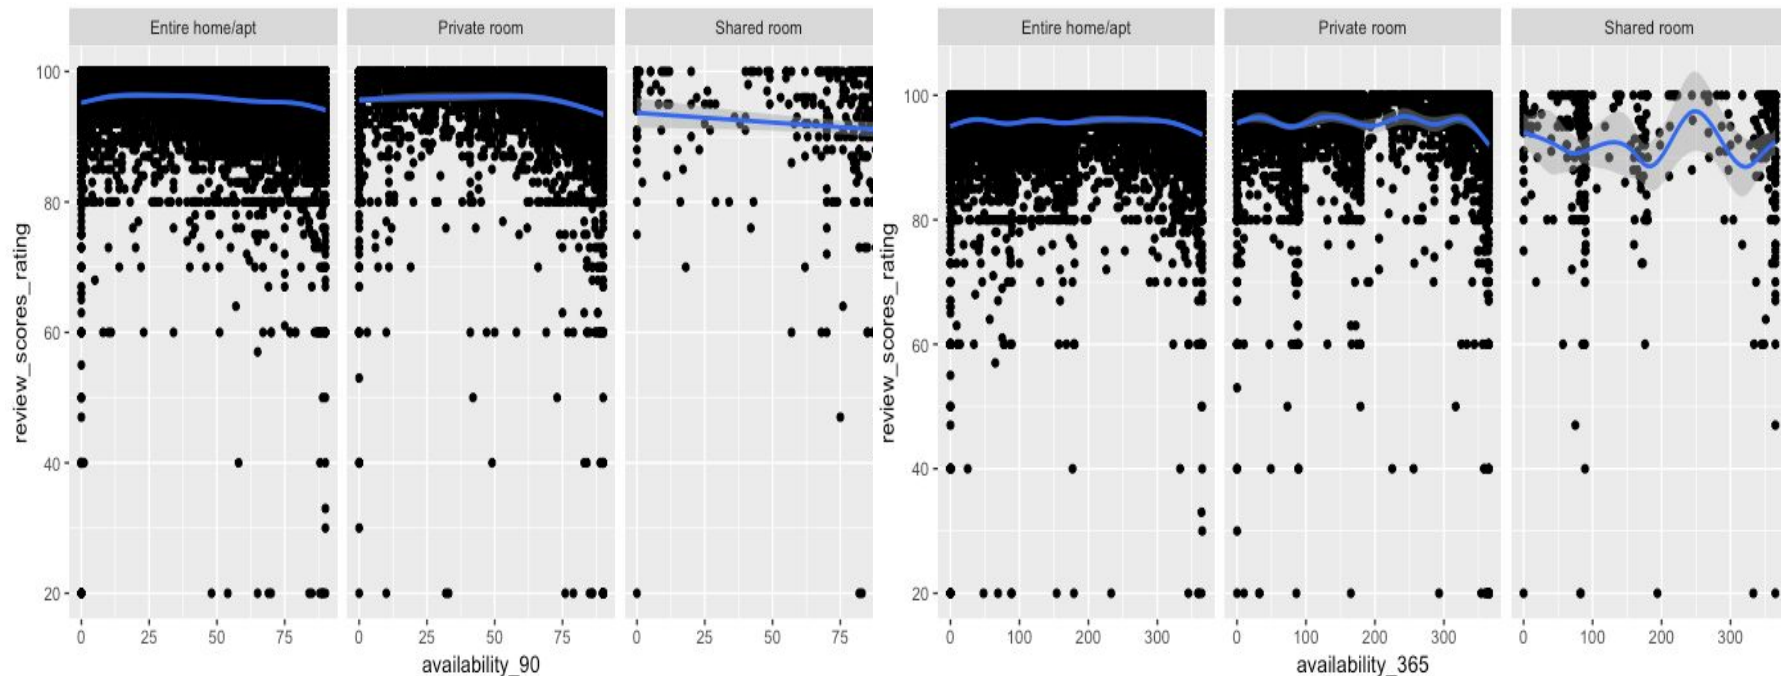 Entire home/apt Private room Shared room
100
80
60
40
20
review_scores_rating
0 25 50 75 0 25 50 75 0 25 50 75
availability_90
Entire home/apt Private room Shared room
100
80
60
40
20
review_scores_rating
0 100 200 300 0 100 200 300 0 100 200 300
availability_365